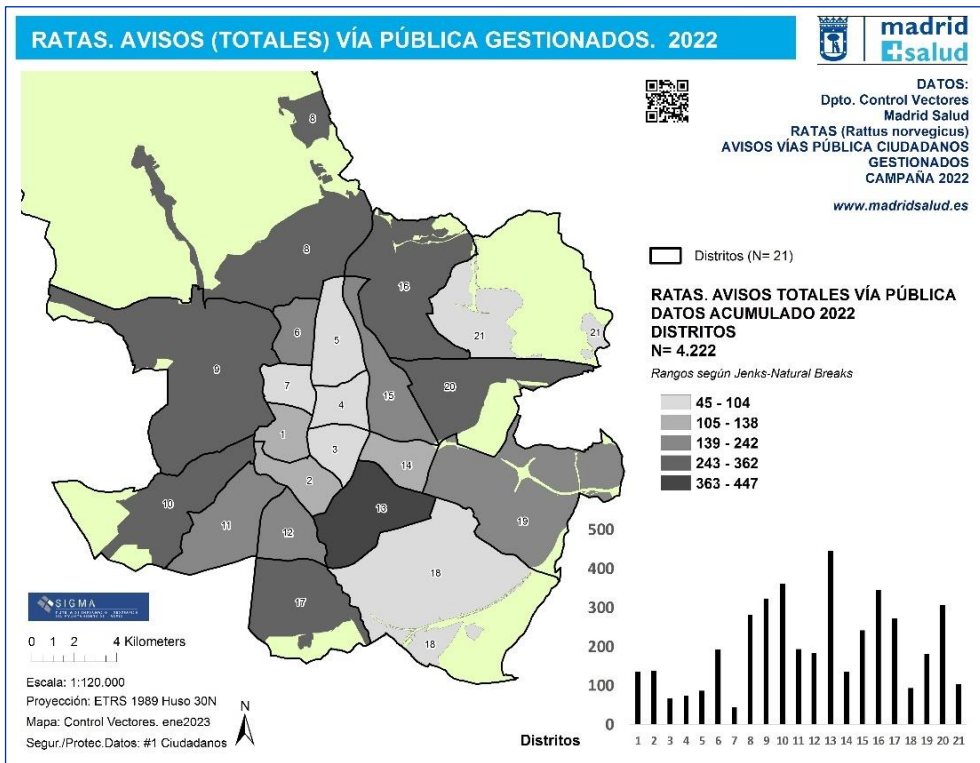 RATAS. AVISOS (TOTALES) VÍA PÚBLICA GESTIONADOS. 2022
madrid
salud
DATOS:
Dpto. Control Vectores
Madrid Salud
RATAS (Rattus norvegicus)
AVISOS VÍAS PÚBLICA CIUDADANOS
GESTIONADOS
CAMPAÑA 2022
www.madridsalud.es
Distritos (N= 21)
RATAS. AVISOS TOTALES VÍA PÚBLICA
DATOS ACUMULADO 2022
DISTRITOS
N= 4.222
Rangos según Jenks-Natural Breaks
45 - 104
105 - 138
139 - 242
243 - 362
363 - 447
8
8
16
21
21
6
5
9
7
20
4
15
1
3
14
2
10
13
11
12
19
18
17
18
SIGMA
0 1 2 4 Kilometers
Escala: 1:120.000
Proyección: ETRS 1989 Huso 30N
Mapa: Control Vectores. ene2023
Segur./Protec.Datos: #1 Ciudadanos
N
500
400
300
200
100
0
Distritos 1 2 3 4 5 6 7 8 9 10 11 12 13 14 15 16 17 18 19 20 21